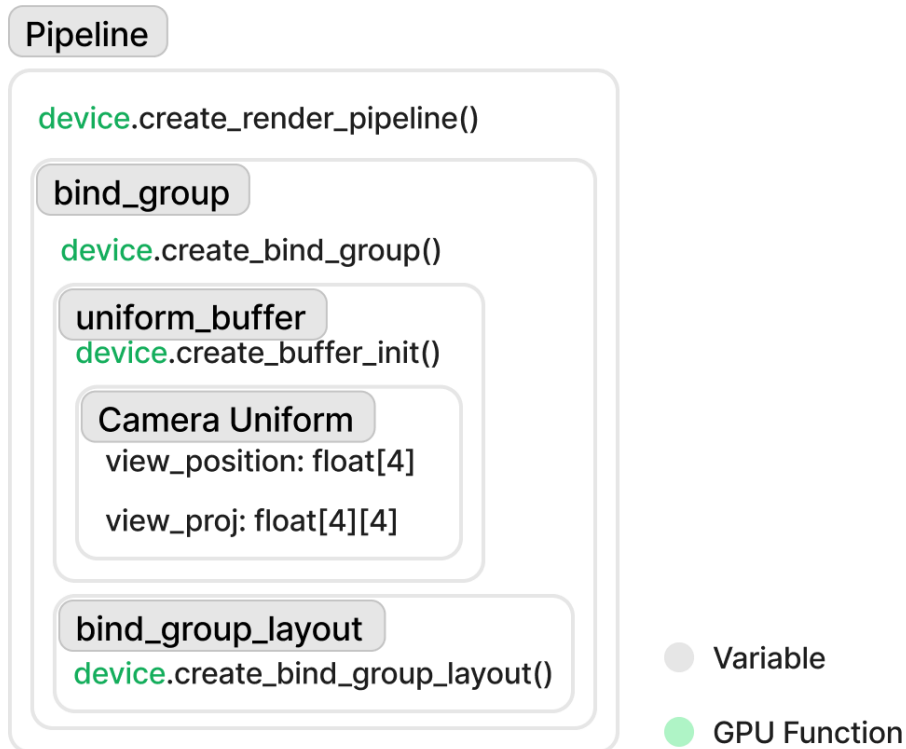 Pipeline
device.create_render_pipeline()
bind_group
device.create_bind_group()
uniform_buffer
device.create_buffer_init()
Camera Uniform
view_position: float[4]
view_proj: float[4][4]
bind_group_layout
device.create_bind_group_layout()
Variable
GPU Function